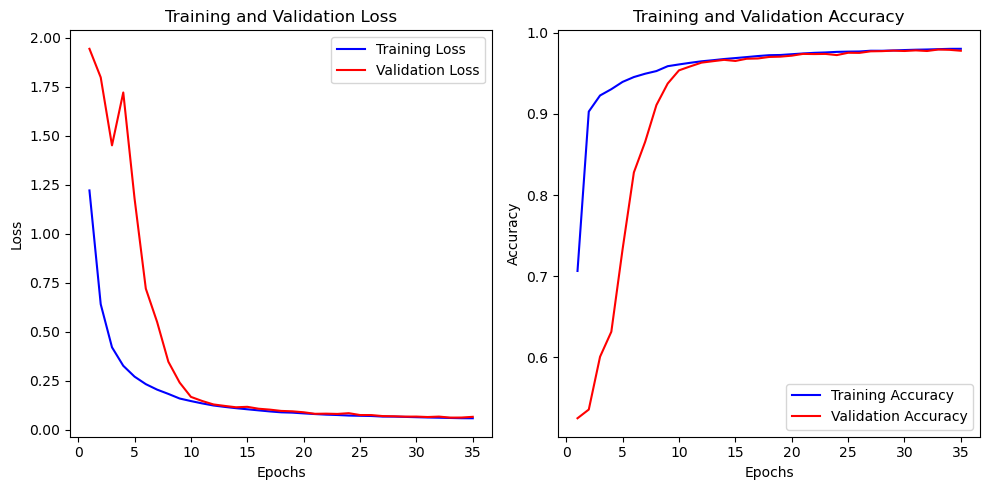 Training and Validation Loss
2.00
1.75
1.50
1.25
1.00
0.75
0.50
0.25
0.00
Loss
Training Loss
Validation Loss
0 5 10 15 20 25 30 35
Epochs
Training and Validation Accuracy
1.0
0.9
0.8
0.7
0.6
Accuracy
Training Accuracy
Validation Accuracy
0 5 10 15 20 25 30 35
Epochs